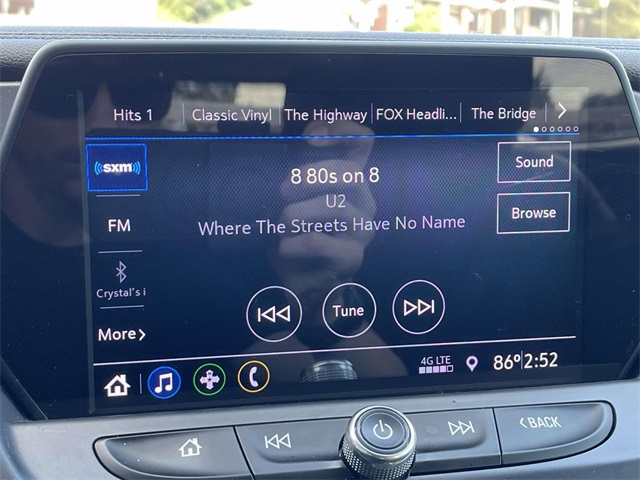 Hits 1 Classic Vinyl The Highway FOX Headli... The Bridge
((sxm))
8 80s on 8
Sound
U2
FM
Where The Streets Have No Name
Browse
Crystal's i
Tune
More
4G LTE
86° 2:52
BACK